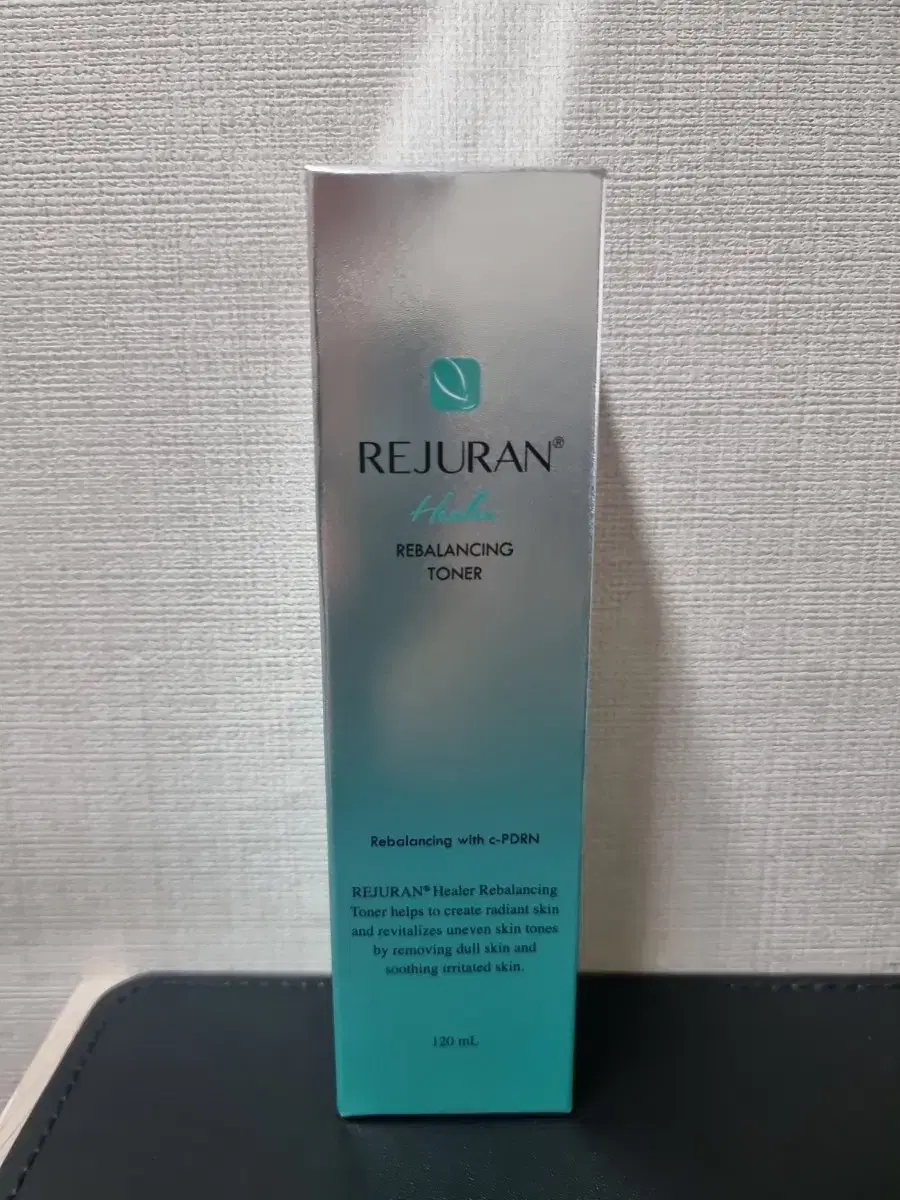 REJURAN®
Healer
REBALANCING
TONER
Rebalancing with c-PDRN
REJURAN® Healer Rebalancing
Toner helps to create radiant skin
and revitalizes uneven skin tones
by removing dull skin and
soothing irritated skin.
120 mL